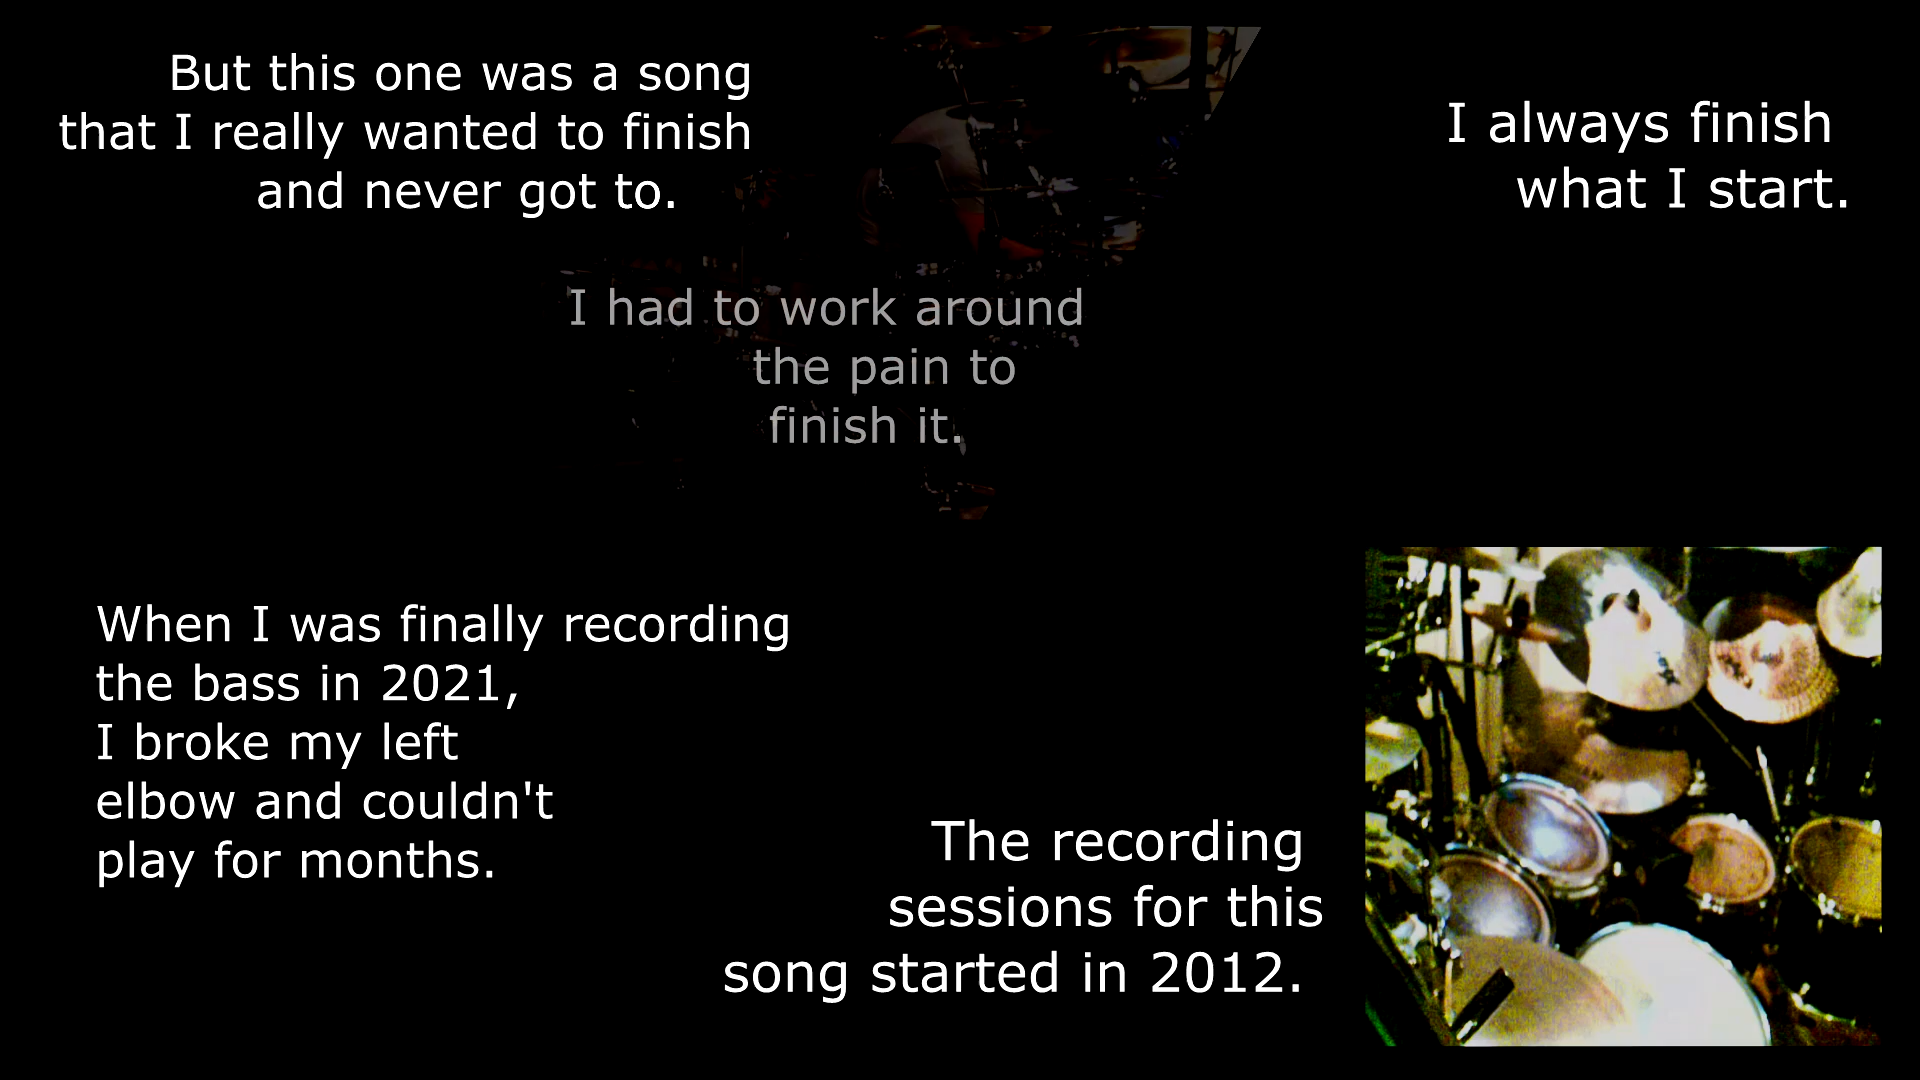 But this one was a song
that I really wanted to finish
and never got to.
I always finish
what I start.
I had to work around
the pain to
finish it.
When I was finally recording
the bass in 2021,
I broke my left
elbow and couldn't
play for months.
The recording
sessions for this
song started in 2012.